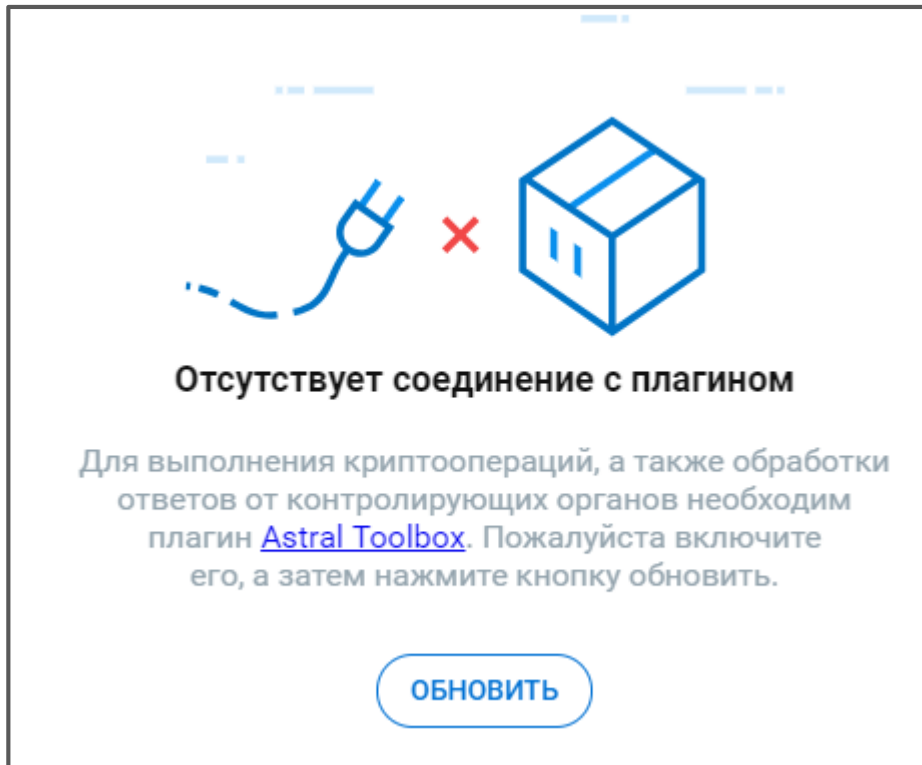 Отсутствует соединение с плагином
Для выполнения криптоопераций, а также обработки
ответов от контролирующих органов необходим
плагин Astral Toolbox. Пожалуйста включите
его, а затем нажмите кнопку обновить.
ОБНОВИТЬ